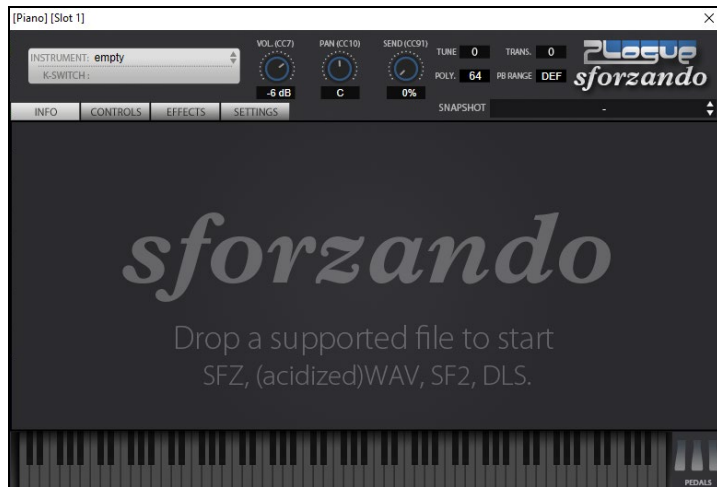 [Piano] [Slot 1]
INSTRUMENT: empty
K-SWITCH :
VOL. (CC7)
-6 dB
PAN (CC10)
C
SEND (CC91)
0%
TUNE 0 TRANS. 0
POLY. 64 PB RANGE DEF
Plogue
sforzando
INFO CONTROLS EFFECTS SETTINGS
SNAPSHOT -
sforzando
Drop a supported file to start
SFZ, (acidized)WAV, SF2, DLS.
PEDALS